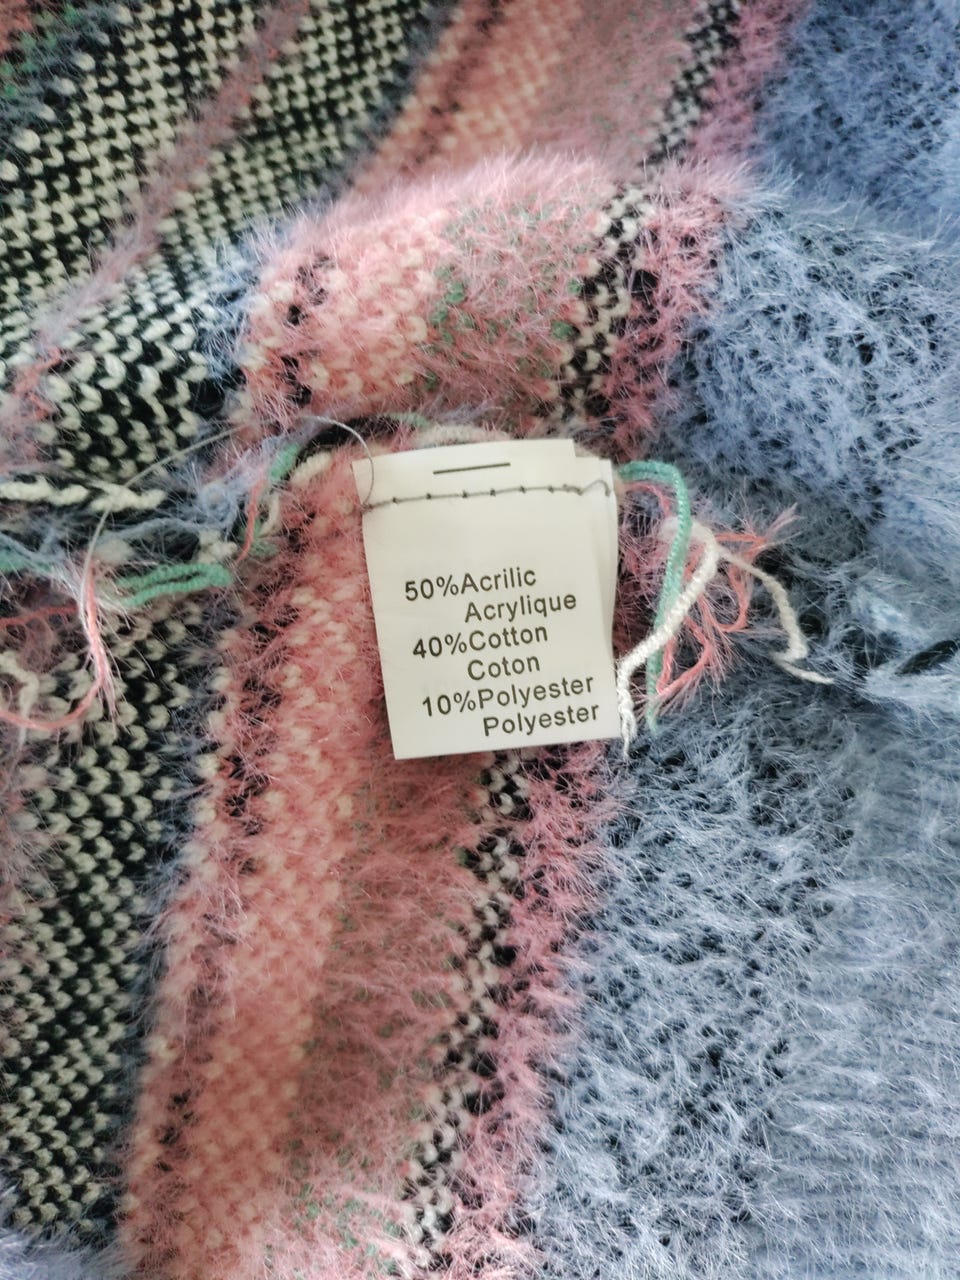 50%Acrilic
Acrylique
40%Cotton
Coton
10%Polyester
Polyester